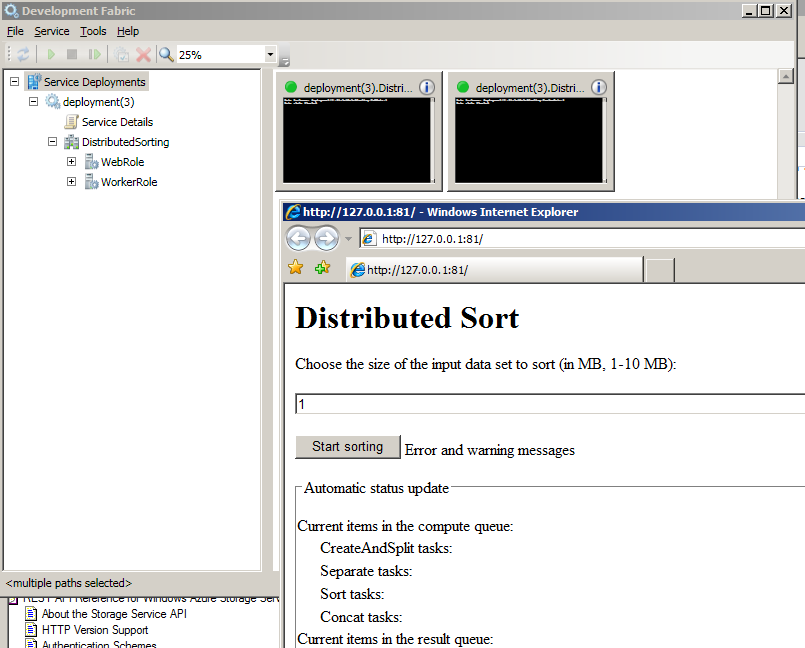 Development Fabric
File Service Tools Help
25%
Service Deployments
deployment(3)
Service Details
DistributedSorting
WebRole
WorkerRole
deployment(3).Distri...
deployment(3).Distri...
http://127.0.0.1:81/ - Windows Internet Explorer
http://127.0.0.1:81/
http://127.0.0.1:81/
Distributed Sort
Choose the size of the input data set to sort (in MB, 1-10 MB):
1
Start sorting Error and warning messages
Automatic status update
Current items in the compute queue:
CreateAndSplit tasks:
Separate tasks:
Sort tasks:
Concat tasks:
Current items in the result queue:
<multiple paths selected>
REST API Reference for Windows Azure Storage Serv
About the Storage Service API
HTTP Version Support
Authentication Schemes